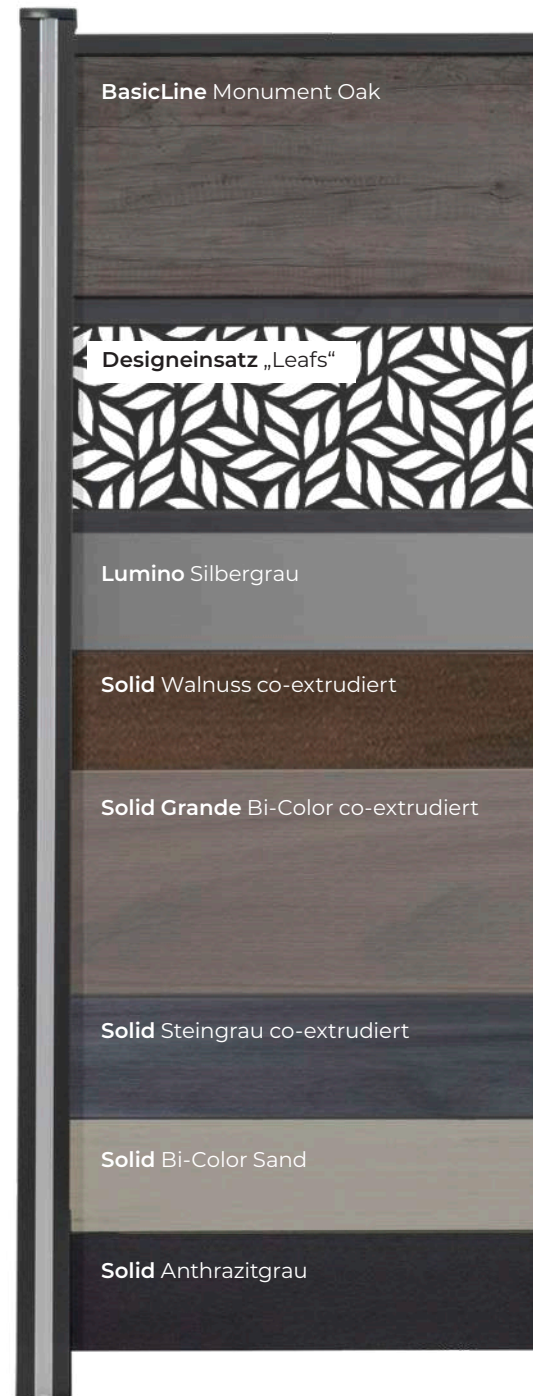 BasicLine Monument Oak
Designeinsatz „Leafs“
Lumino Silbergrau
Solid Walnuss co-extrudiert
Solid Grande Bi-Color co-extrudiert
Solid Steingrau co-extrudiert
Solid Bi-Color Sand
Solid Anthrazitgrau